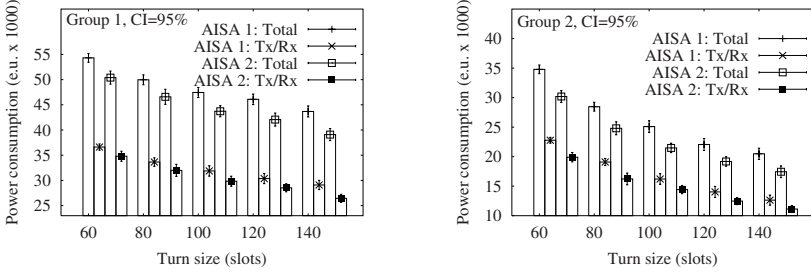 Group 1, CI=95%
AISA 1: Total
AISA 1: Tx/Rx
AISA 2: Total
AISA 2: Tx/Rx
Power consumption (e.u. x 1000)
55
50
45
40
35
30
25
60 80 100 120 140
Turn size (slots)
Group 2, CI=95%
AISA 1: Total
AISA 1: Tx/Rx
AISA 2: Total
AISA 2: Tx/Rx
Power consumption (e.u. x 1000)
40
35
30
25
20
15
10
60 80 100 120 140
Turn size (slots)